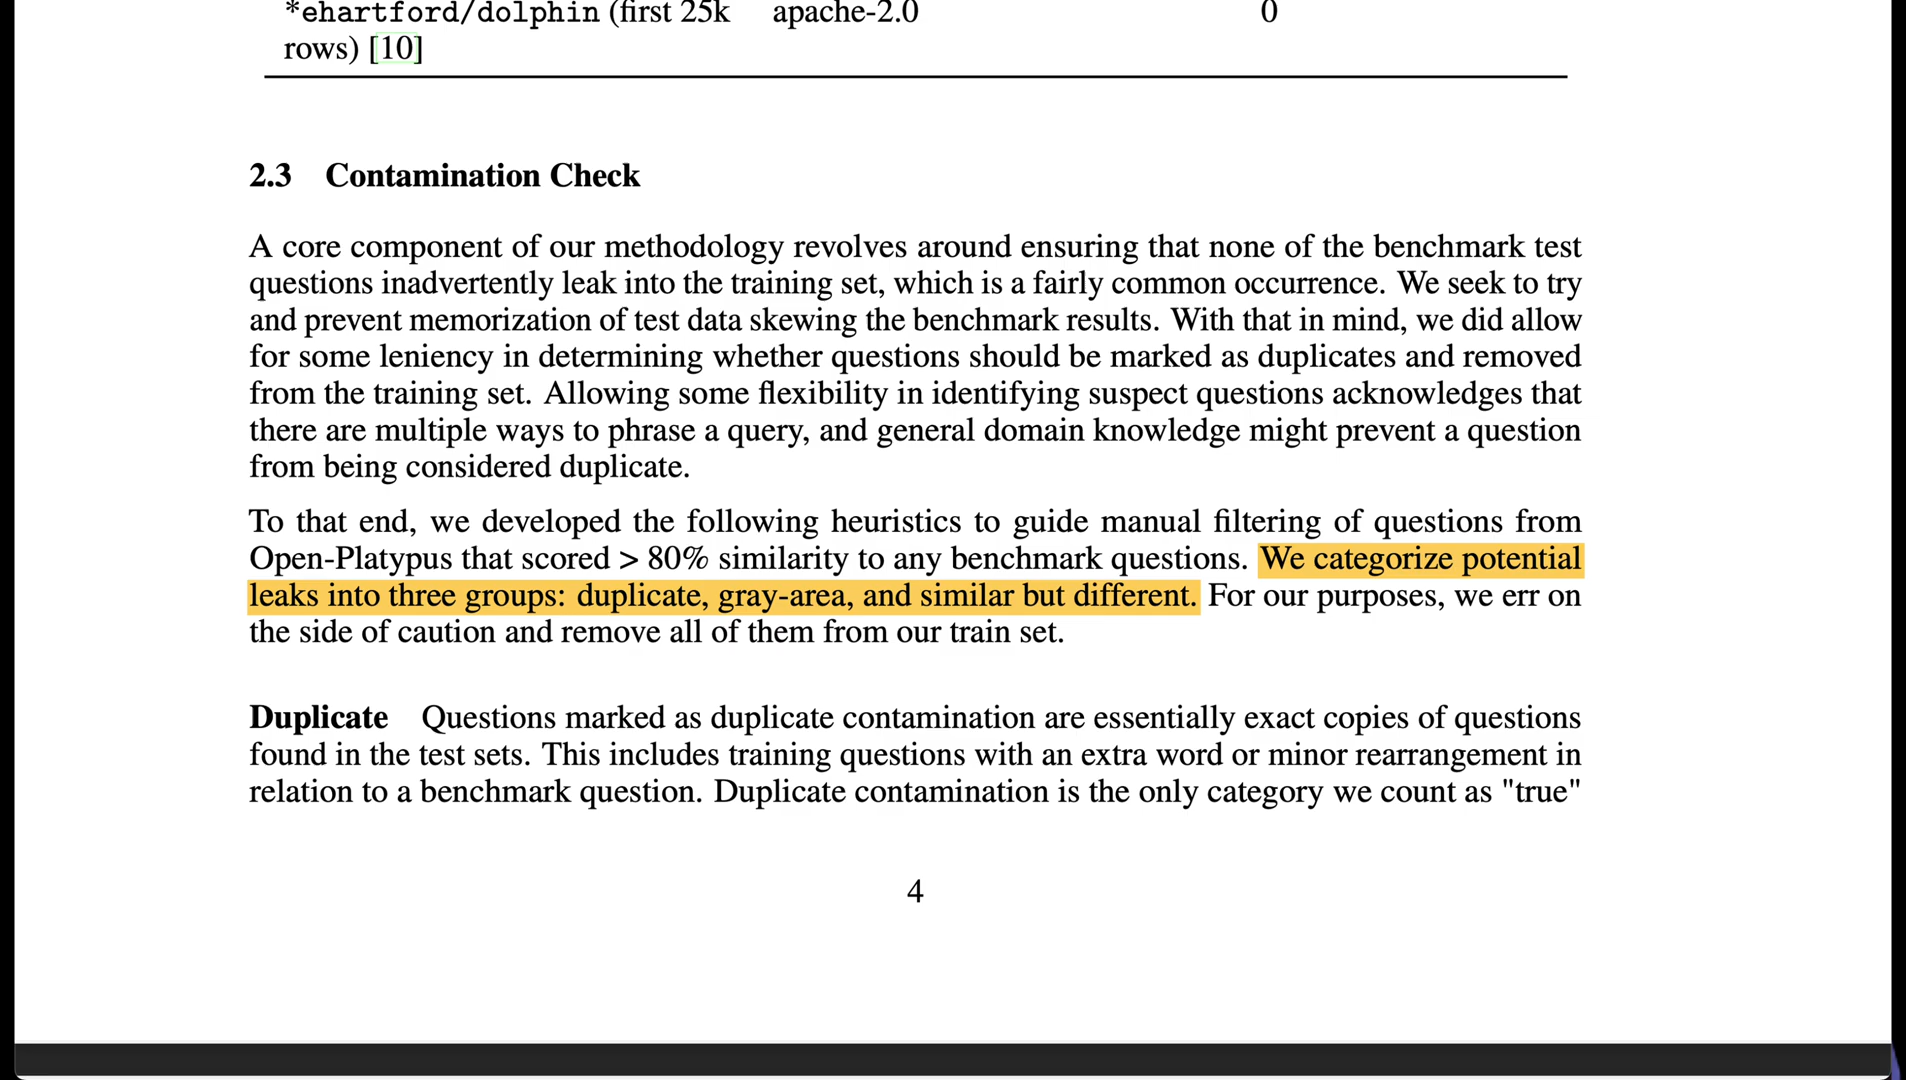 *ehartford/dolphin (first 25k apache-2.0 0
rows) [10]
2.3 Contamination Check
A core component of our methodology revolves around ensuring that none of the benchmark test
questions inadvertently leak into the training set, which is a fairly common occurrence. We seek to try
and prevent memorization of test data skewing the benchmark results. With that in mind, we did allow
for some leniency in determining whether questions should be marked as duplicates and removed
from the training set. Allowing some flexibility in identifying suspect questions acknowledges that
there are multiple ways to phrase a query, and general domain knowledge might prevent a question
from being considered duplicate.
To that end, we developed the following heuristics to guide manual filtering of questions from
Open-Platypus that scored > 80% similarity to any benchmark questions. We categorize potential
leaks into three groups: duplicate, gray-area, and similar but different. For our purposes, we err on
the side of caution and remove all of them from our train set.
Duplicate Questions marked as duplicate contamination are essentially exact copies of questions
found in the test sets. This includes training questions with an extra word or minor rearrangement in
relation to a benchmark question. Duplicate contamination is the only category we count as "true"
4